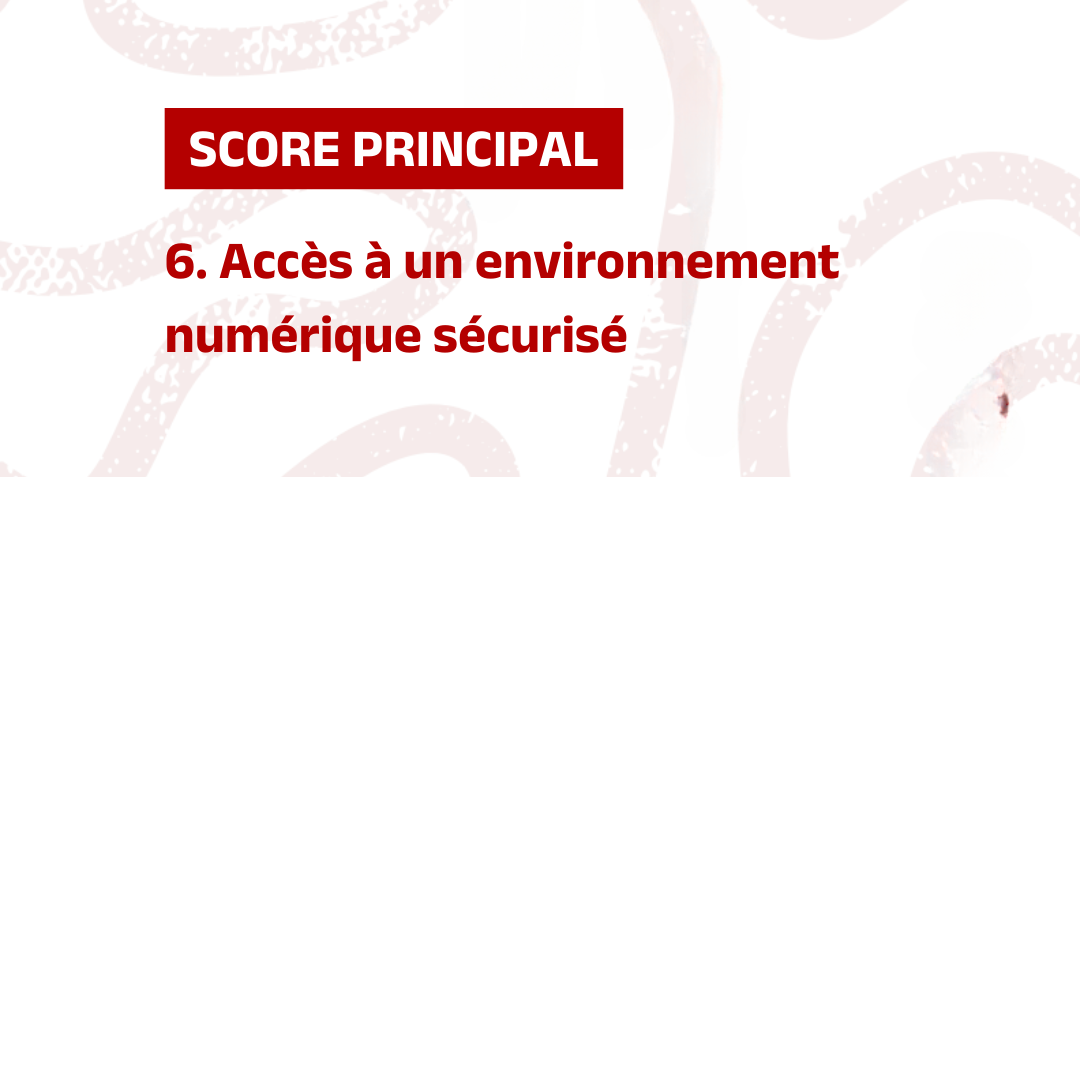 SCORE PRINCIPAL
6. Accès à un environnement
numérique sécurisé